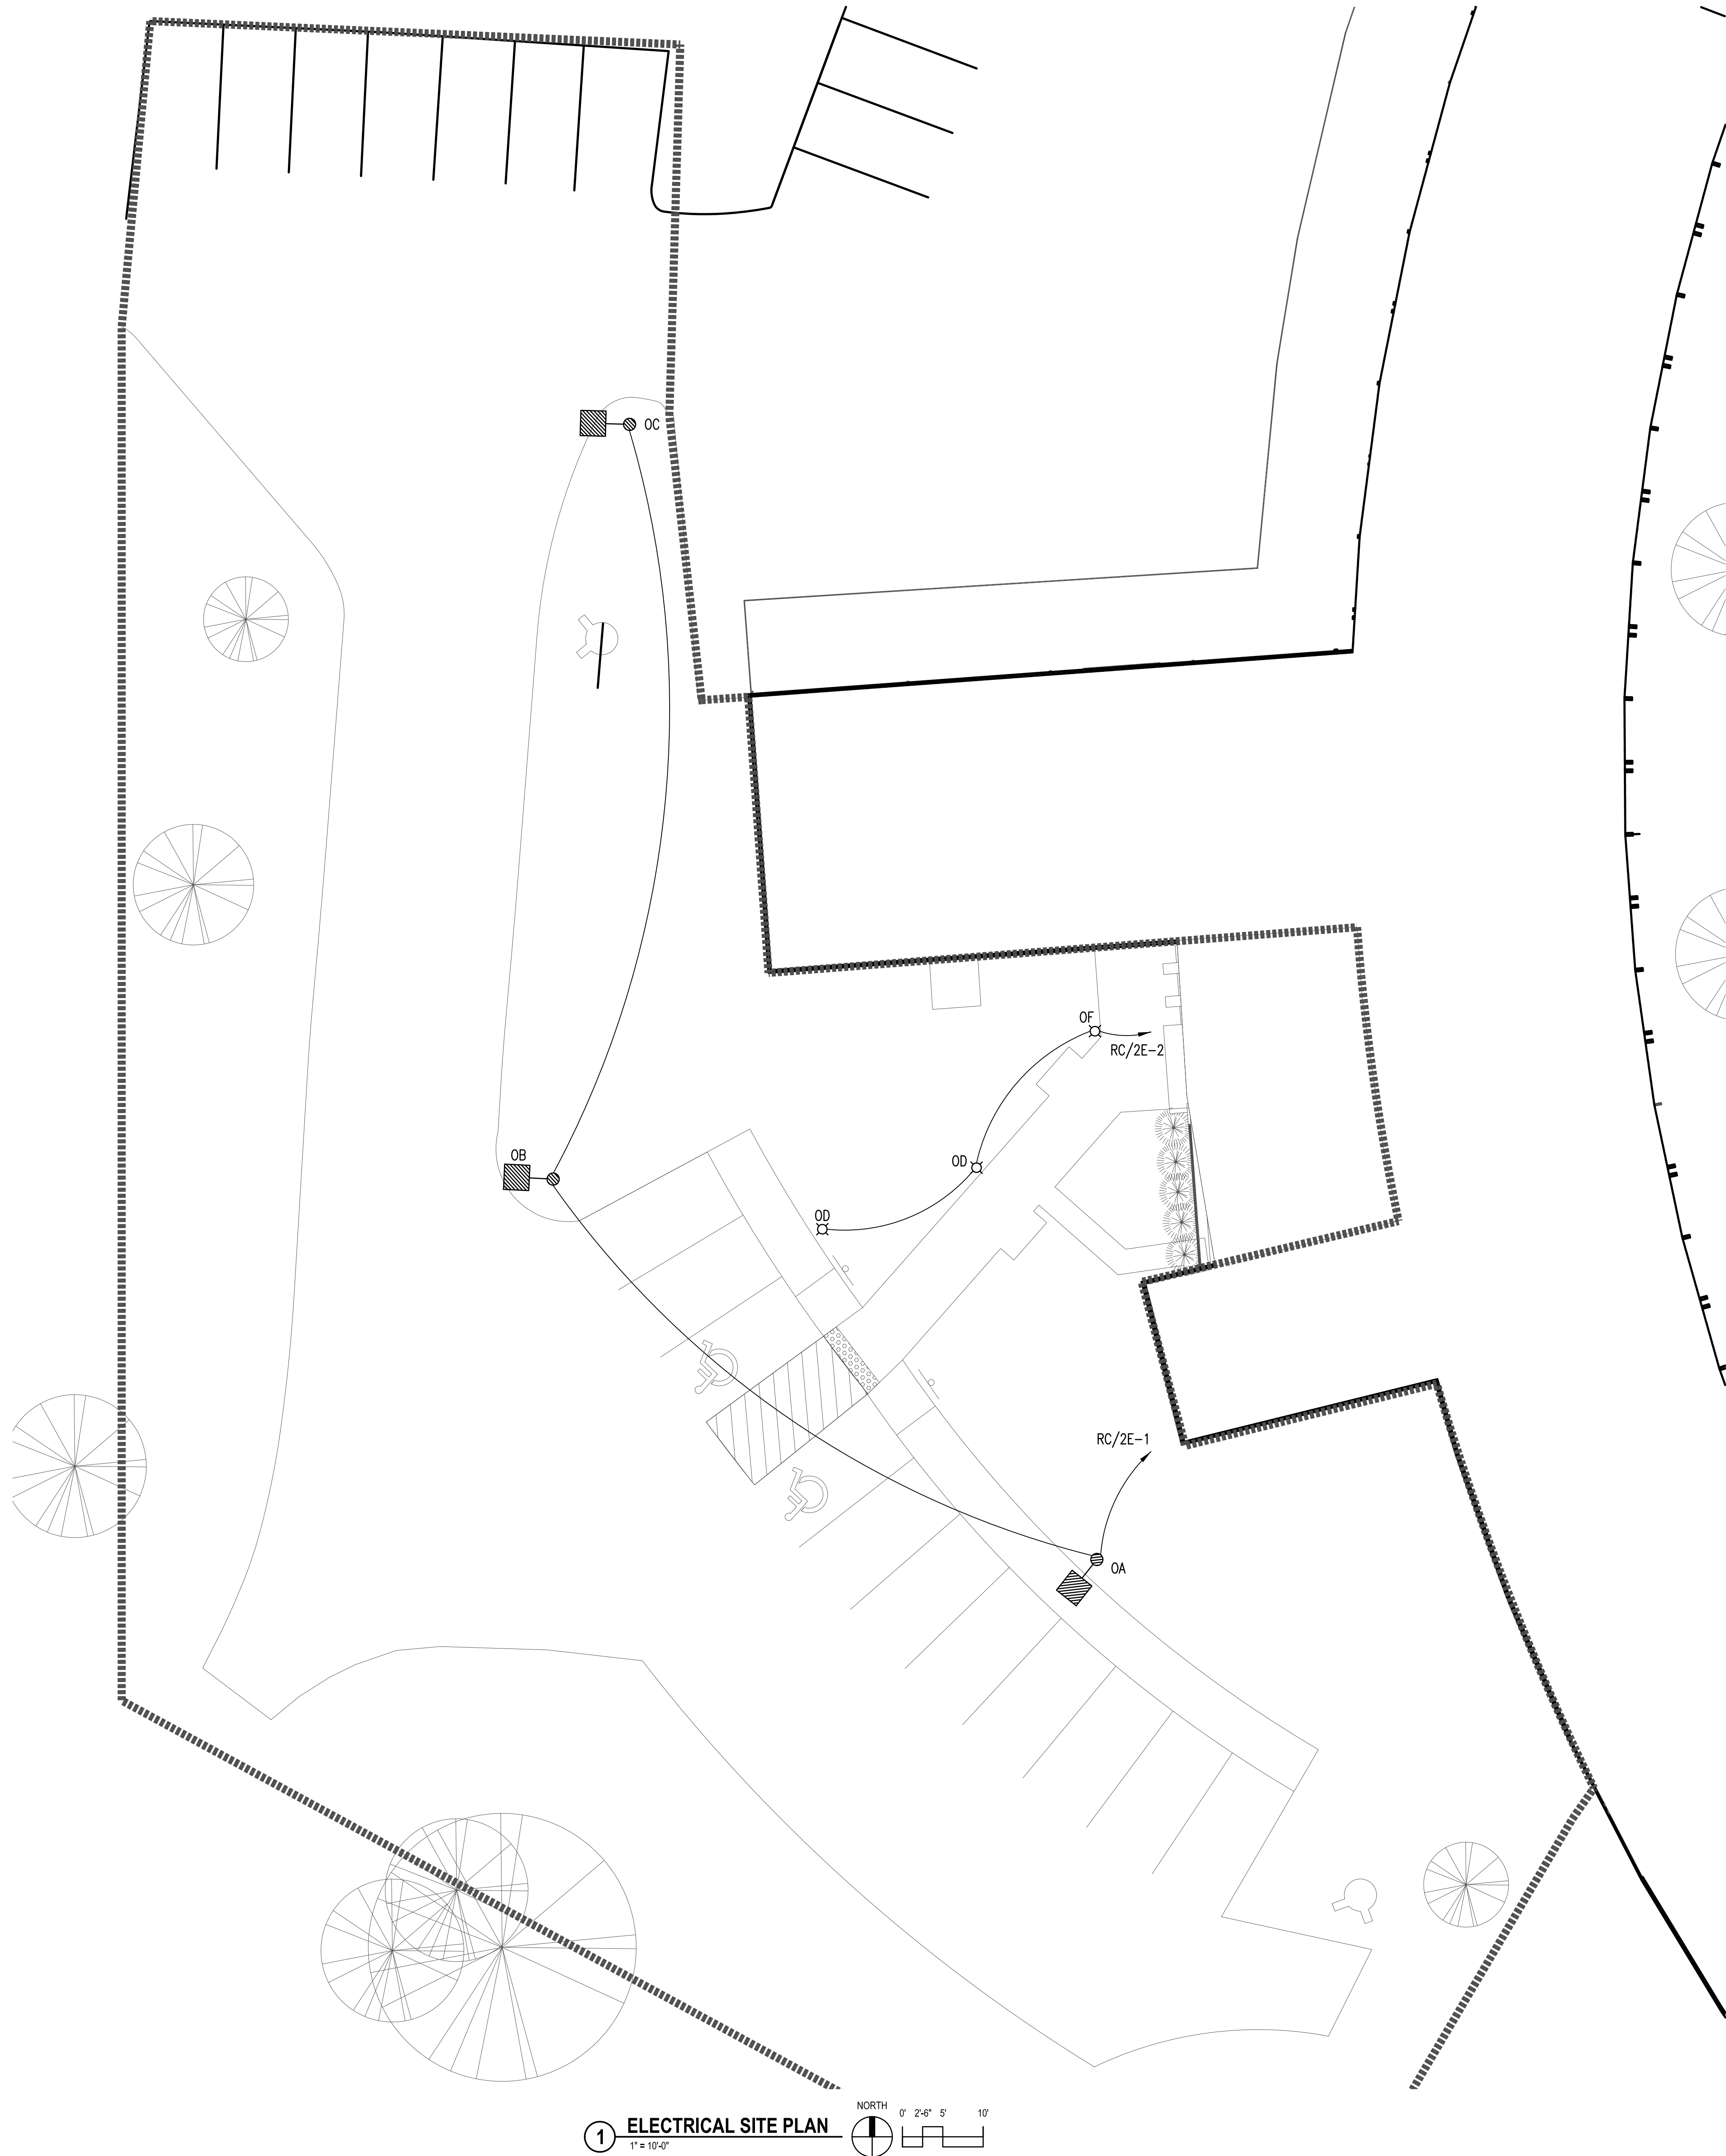 OC
OF
RC/2E-2
OB
OD
OD
RC/2E-1
OA
1
ELECTRICAL SITE PLAN
1" = 10'-0"
NORTH
0' 2'-6" 5' 10'